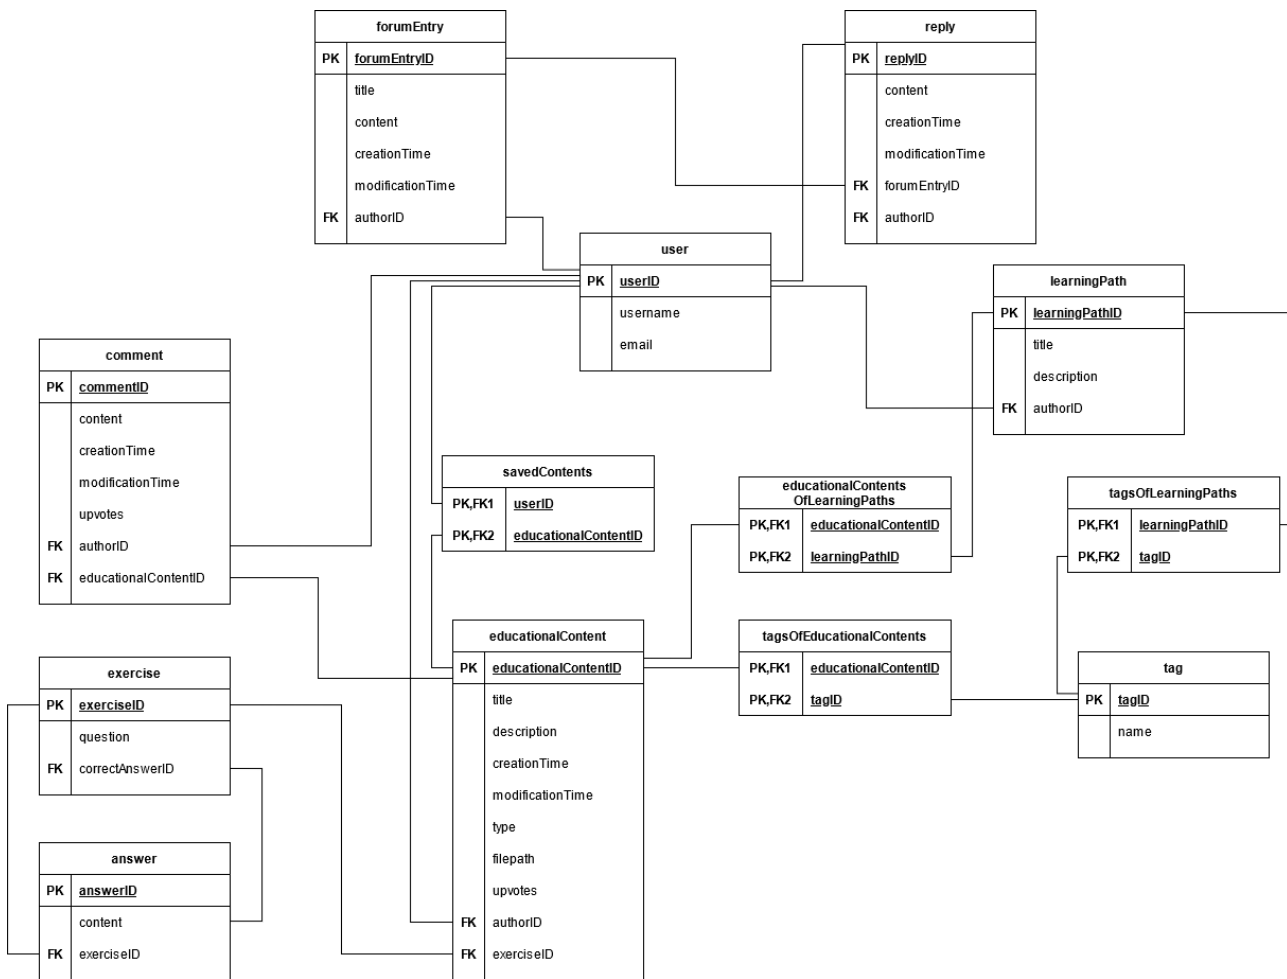 forumEntry
PK forumEntryID
title
content
creationTime
modificationTime
FK authorID
reply
PK replyID
content
creationTime
modificationTime
FK forumEntryID
FK authorID
user
PK userID
username
email
learningPath
PK learningPathID
title
description
FK authorID
comment
PK commentID
content
creationTime
modificationTime
upvotes
FK authorID
FK educationalContentID
savedContents
PK,FK1 userID
PK,FK2 educationalContentID
educationalContents
OfLearningPaths
PK,FK1 educationalContentID
PK,FK2 learningPathID
tagsOfLearningPaths
PK,FK1 learningPathID
PK,FK2 tagID
educationalContent
PK educationalContentID
title
description
creationTime
modificationTime
type
filepath
upvotes
FK authorID
FK exerciseID
tagsOfEducationalContents
PK,FK1 educationalContentID
PK,FK2 tagID
tag
PK tagID
name
exercise
PK exerciseID
question
FK correctAnswerID
answer
PK answerID
content
FK exerciseID